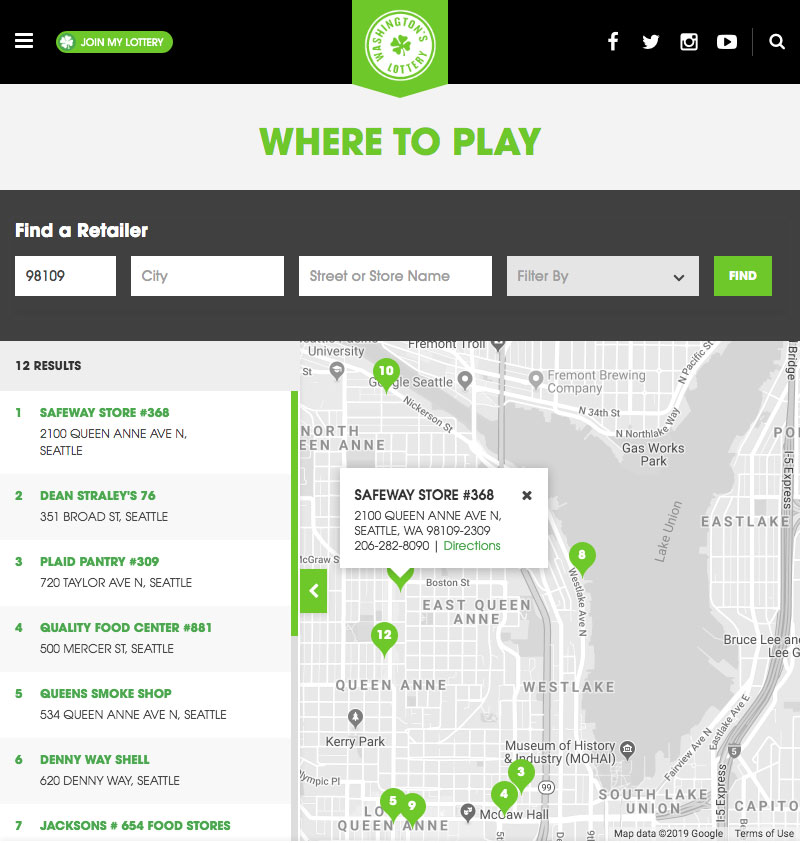 JOIN MY LOTTERY
WASHINGTON'S
LOTTERY
WHERE TO PLAY
Find a Retailer
98109
City
Street or Store Name
Filter By
FIND
12 RESULTS
1 SAFEWAY STORE #368
2100 QUEEN ANNE AVE N,
SEATTLE
2 DEAN STRALEY'S 76
351 BROAD ST, SEATTLE
3 PLAID PANTRY #309
720 TAYLOR AVE N, SEATTLE
4 QUALITY FOOD CENTER #881
500 MERCER ST, SEATTLE
5 QUEENS SMOKE SHOP
534 QUEEN ANNE AVE N, SEATTLE
6 DENNY WAY SHELL
620 DENNY WAY, SEATTLE
7 JACKSONS # 654 FOOD STORES
University
Fremont Troll
St
10
Seattle
Fremont Brewing
Company
N Pacific St
Bridge
Nickerson St
N 34th St
N Northlake Way
NORTH
EEN ANNE
Gas Works
Park
I-5 Express
SAFEWAY STORE #368
2100 QUEEN ANNE AVE N,
SEATTLE, WA 98109-2309
206-282-8090 | Directions
Lake Union
EASTLAKE
McGraw S
8
Boston St
Westlake Ave N
EAST QUEEN
ANNE
12
Bruce Lee and
Lee G
QUEEN ANNE
WESTLAKE
Kerry Park
Eastlake Ave E
Museum of History
& Industry (MOHAI)
Fairview Ave N
5
3
lympic Pl
4
99
5
9
McCaw Hall
SOUTH LAKE
UNION
I-5 Express
CAPITO
QUEEN ANNE
Map data ©2019 Google
Terms of Use